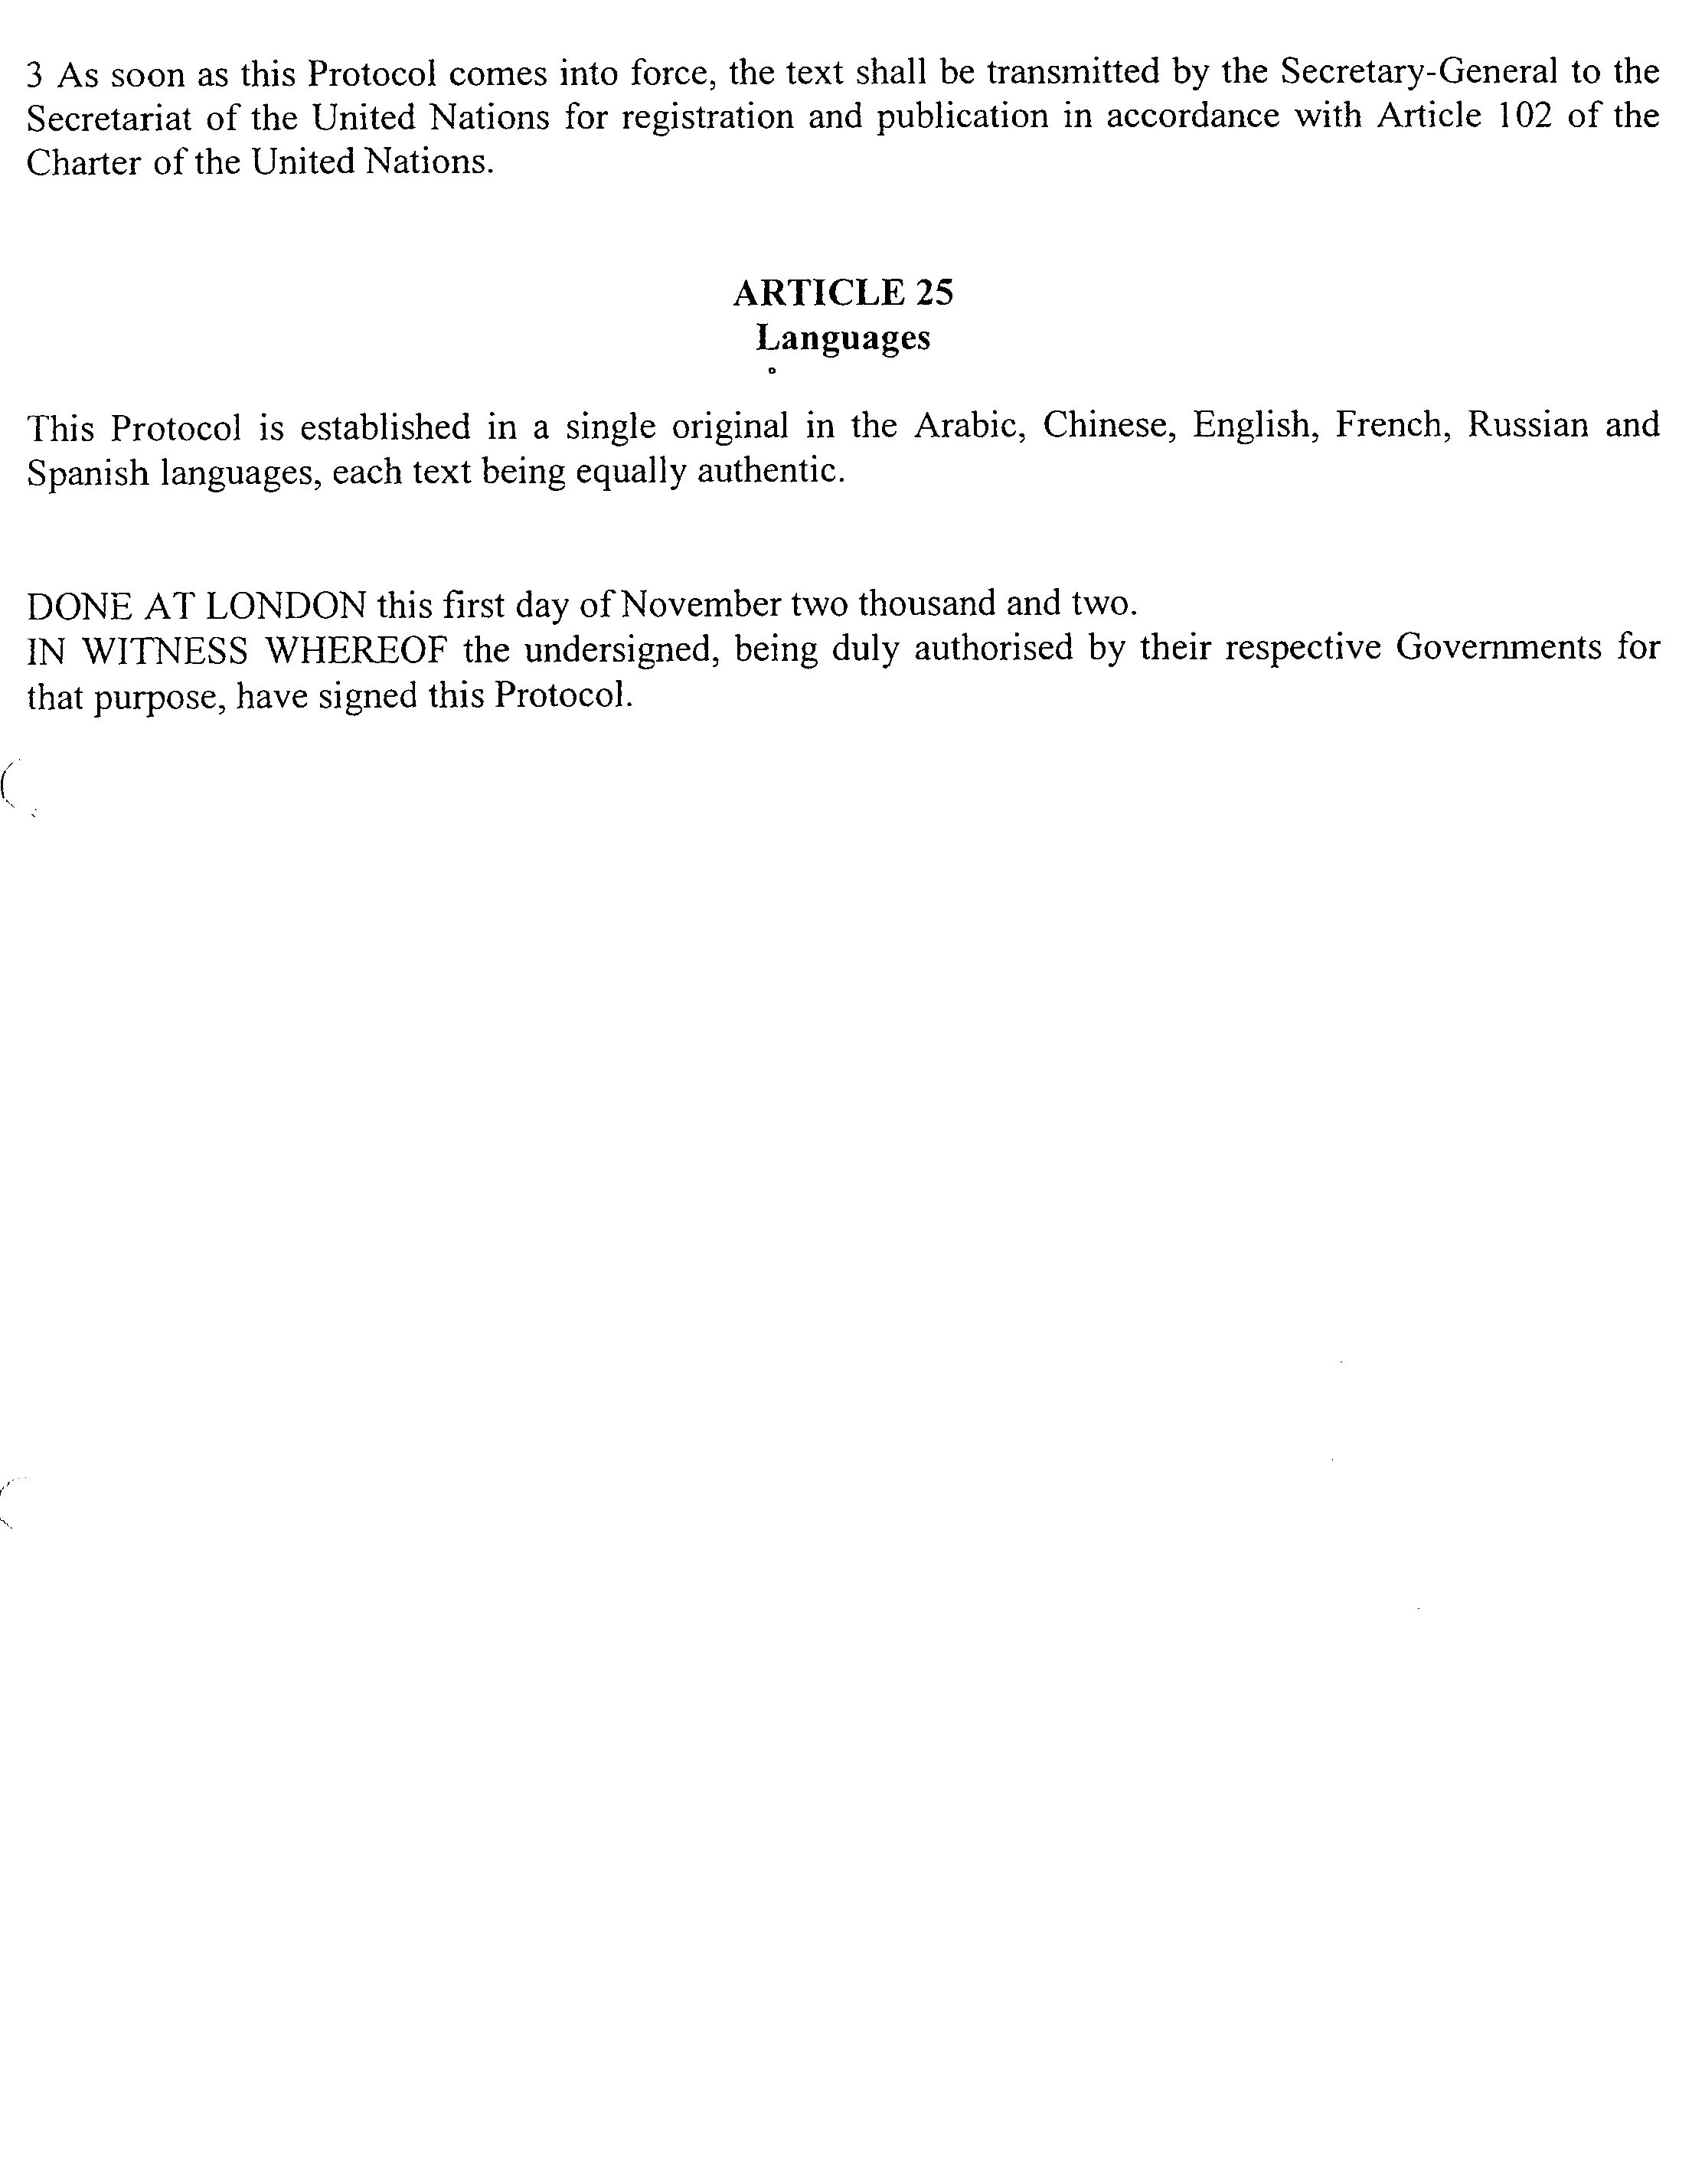 3 As soon as this Protocol comes into force, the text shall be transmitted by the Secretary-General to the
Secretariat of the United Nations for registration and publication in accordance with Article 102 of the
Charter of the United Nations.
ARTICLE 25
Languages
This Protocol is established in a single original in the Arabic, Chinese, English, French, Russian and
Spanish languages, each text being equally authentic.
DONE AT LONDON this first day of November two thousand and two.
IN WITNESS WHEREOF the undersigned, being duly authorised by their respective Governments for
that purpose, have signed this Protocol.